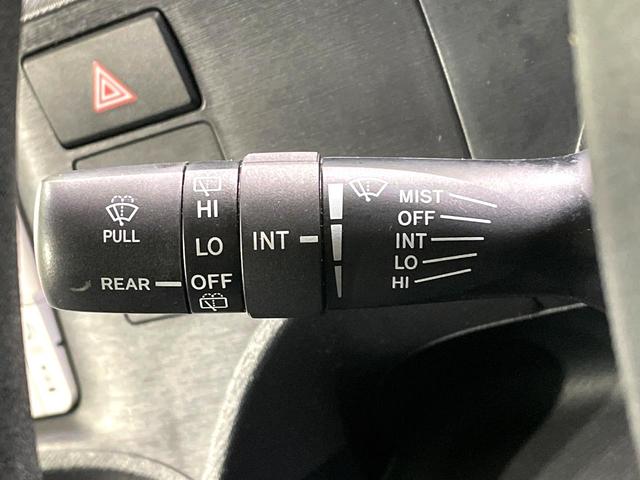 PULL
REAR
HI
LO
OFF
INT
MIST
OFF
INT
LO
HI